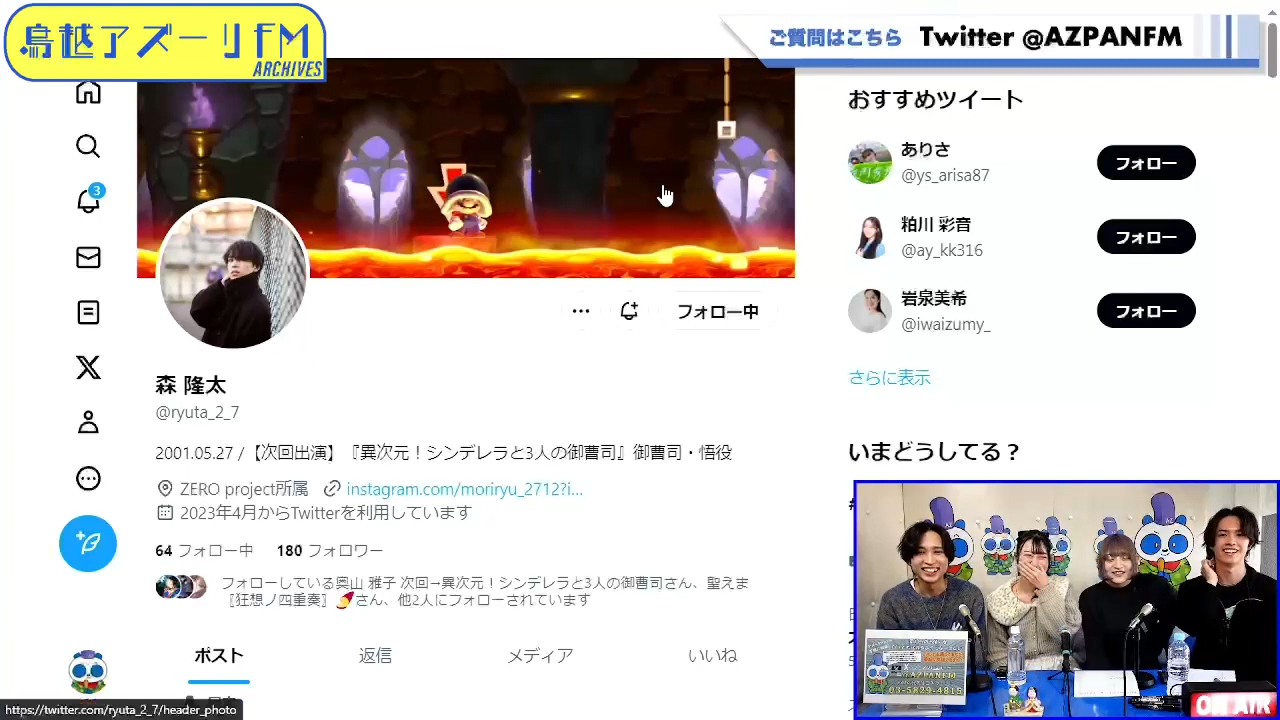 鳥越アズーリFM
ARCHIVES
ご質問はこちら Twitter @AZPANFM
3
フォロー中
森 隆太
@ryuta_2_7
2001.05.27 /【次回出演】『異次元！シンデレラと3人の御曹司』御曹司・悟役
ZERO project所属 instagram.com/moriryu_2712?i...
2023年4月からTwitterを利用しています
64 フォロー中 180 フォロワー
フォローしている奥山 雅子 次回→異次元！シンデレラと3人の御曹司さん、聖えま
〖狂想ノ四重奏〗💅さん、他2人にフォローされています
ポスト 返信 メディア いいね
https://twitter.com/ryuta_2_7/header_photo
おすすめツイート
ありさ
@ys_arisa87
フォロー
粕川 彩音
@ay_kk316
フォロー
岩泉美希
@iwaizumy_
フォロー
さらに表示
いまどうしてる？
@AZPANFM
03-5829-4815
ON AIR